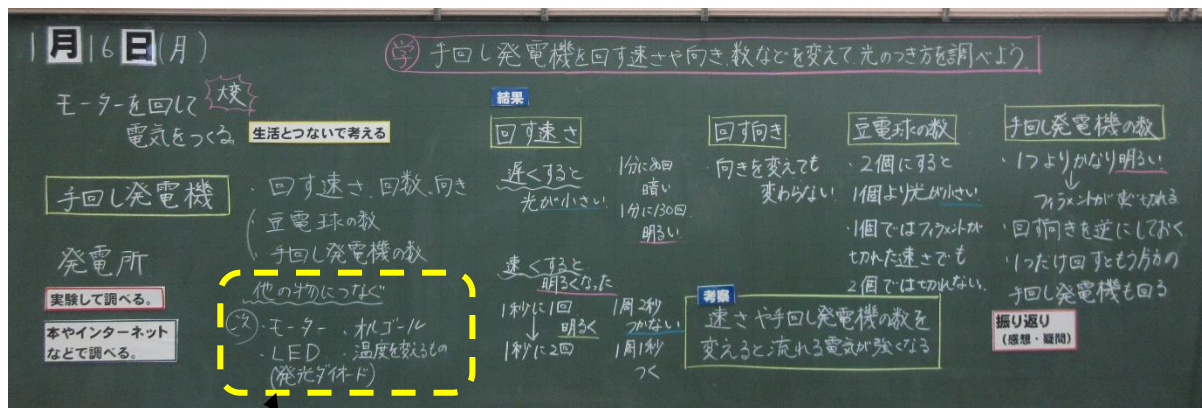 1月16日(月)
学 手回し発電機を回す速さや向き、数などを変えて、光のつき方を調べよう。
モーターを回して 大変
電気をつくる。
生活とつないで考える
手回し発電機
発電所
実験して調べる。
本やインターネット
などで調べる。
・回す速さ、回数、向き
・豆電球の数
・手回し発電機の数
他の物につなぐ
次 ・モーター ・オルゴール
・LED ・温度を変えるもの
(発光ダイオード)
結果
回す速さ
遅くすると
光が小さい
1分に
暗い
1分に130回
明るい
速くすると
明るくなった
1秒に1回
明るく
1秒に2回
1周2秒
つかない
1周1秒
つく
回す向き
・向きを変えても
変わらない
豆電球の数
・2個にすると
1個より光が小さい
・1個ではフィラメントが
切れた速さでも
2個では切れない。
手回し発電機の数
・1つよりかなり明るい
フィラメントがすぐ切れる
・回す向きを逆にしておく
・1つだけ回すともう片方の
手回し発電機も回る
考察
速さや手回し発電機の数を
変えると流れる電気が強くなる
振り返り
(感想・疑問)